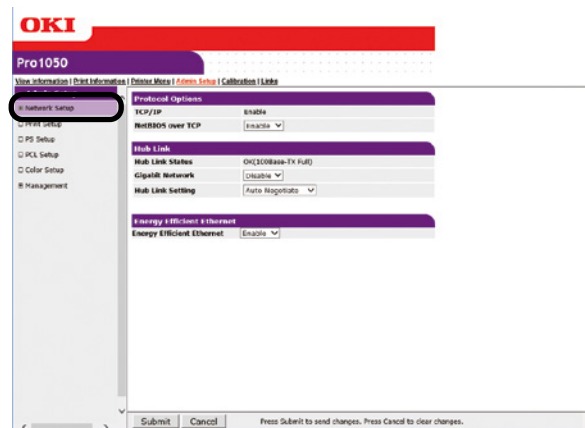 OKI
Pro1050
View Information | Print Information | Printer Menu | Admin Setup | Calibration | Links
Network Setup
Print Setup
PS Setup
PCL Setup
Color Setup
Management
Protocol Options
TCP/IP Enable
NetBIOS over TCP Enable
Hub Link
Hub Link Status OK(100Base-TX Full)
Gigabit Network Disable
Hub Link Setting Auto Negotiate
Energy Efficient Ethernet
Energy Efficient Ethernet Enable
Submit Cancel Press Submit to send changes. Press Cancel to clear changes.